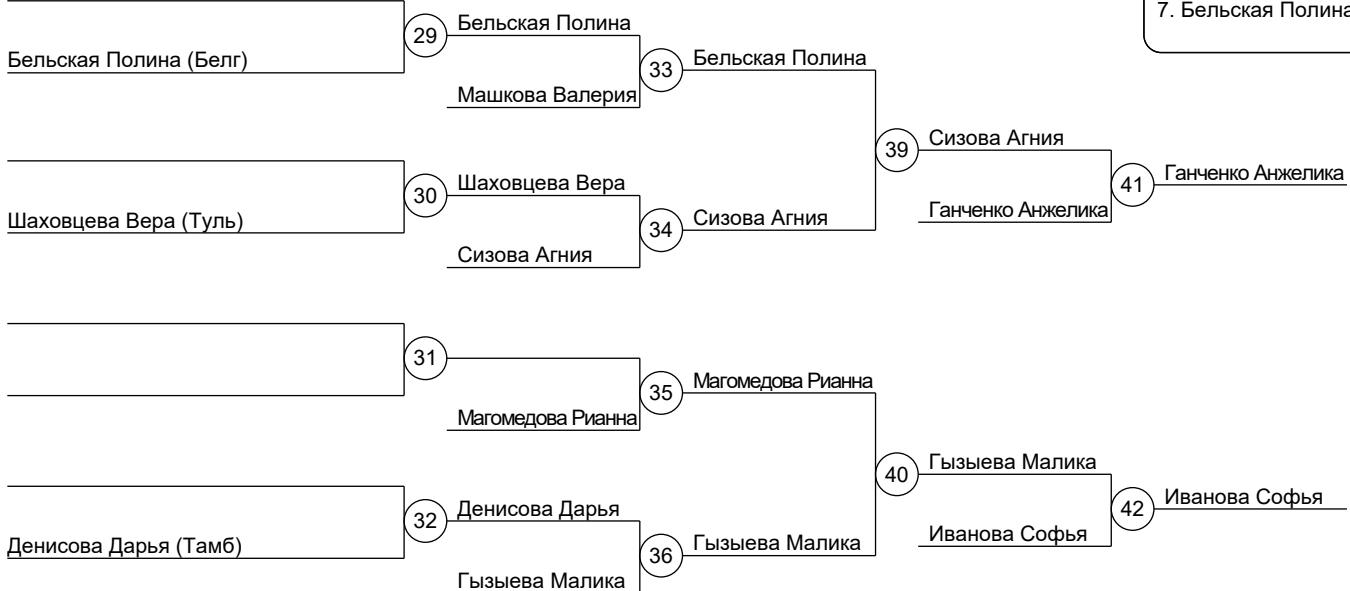 7. Бельская Полина
29
Бельская Полина
Бельская Полина (Белг)
33
Бельская Полина
Машкова Валерия
39
Сизова Агния
30
Шаховцева Вера
41
Ганченко Анжелика
Шаховцева Вера (Туль)
34
Сизова Агния
Ганченко Анжелика
Сизова Агния
31
35
Магомедова Рианна
Магомедова Рианна
40
Гызыева Малика
32
Денисова Дарья
42
Иванова Софья
Денисова Дарья (Тамб)
36
Гызыева Малика
Иванова Софья
Гызыева Малика